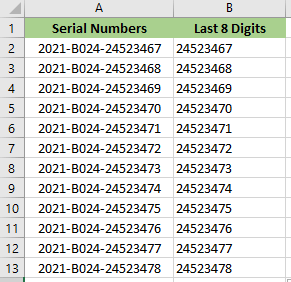 A B
1 Serial Numbers Last 8 Digits
2 2021-B024-24523467 24523467
3 2021-B024-24523468 24523468
4 2021-B024-24523469 24523469
5 2021-B024-24523470 24523470
6 2021-B024-24523471 24523471
7 2021-B024-24523472 24523472
8 2021-B024-24523473 24523473
9 2021-B024-24523474 24523474
10 2021-B024-24523475 24523475
11 2021-B024-24523476 24523476
12 2021-B024-24523477 24523477
13 2021-B024-24523478 24523478